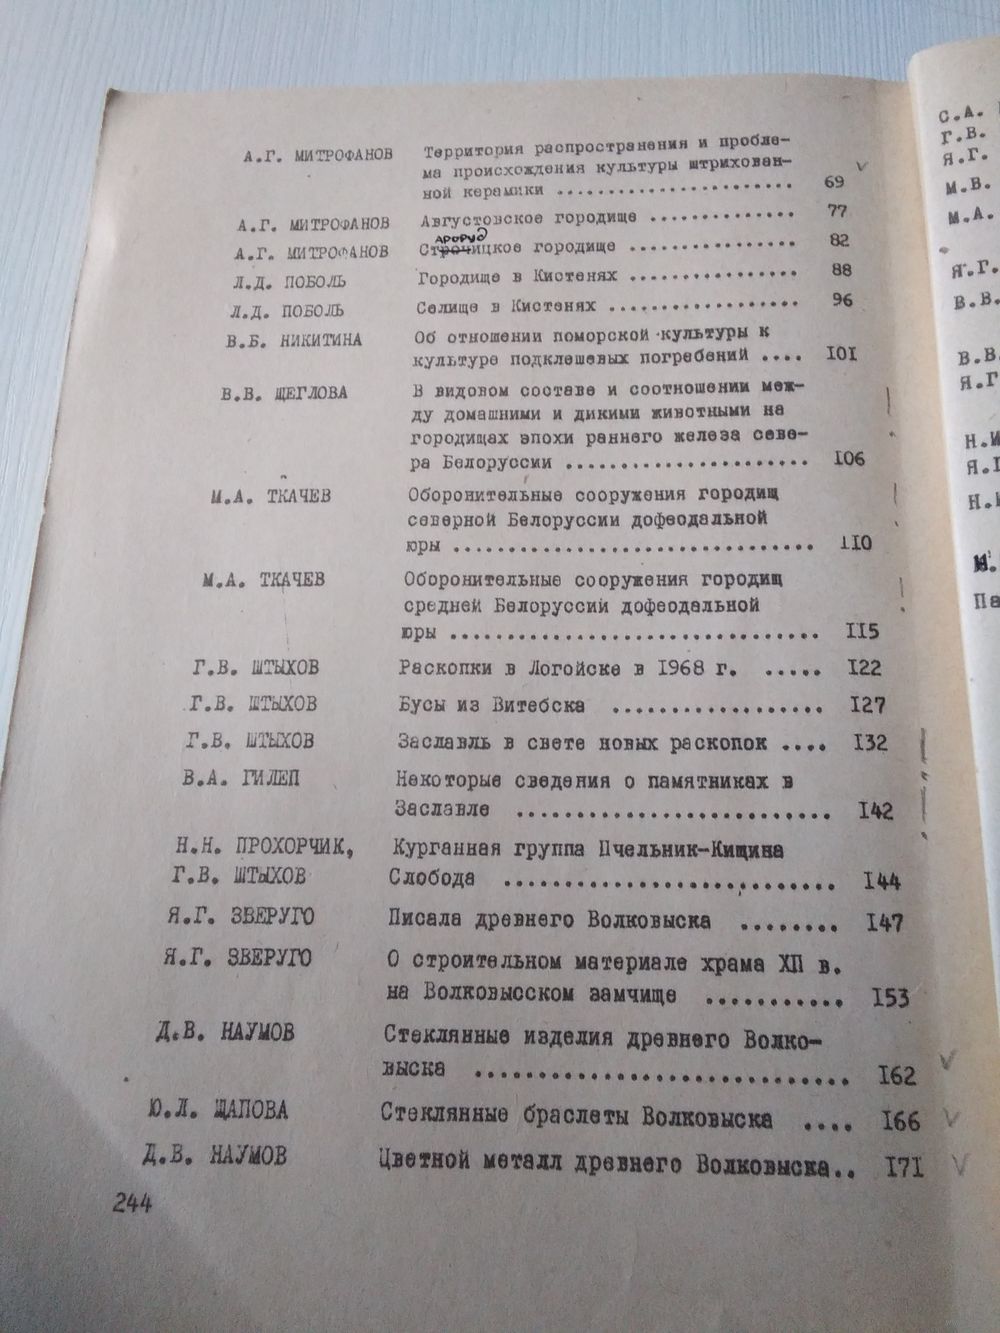 А.Г. МИТРОФАНОВ Территория распространения и пробле-
ма происхождения культуры штрихован-
ной керамики ........................ 69
А.Г. МИТРОФАНОВ Августовское городище .............. 77
А.Г. МИТРОФАНОВ Строчицкое городище ................ 82
Л.Д. ПОБОЛЬ Городище в Кистенях ................ 88
Л.Д. ПОБОЛЬ Селище в Кистенях .................. 96
В.Б. НИКИТИНА Об отношении поморской культуры к
культуре подклешевых погребений .... 101
В.В. ЩЕГЛОВА В видовом составе и соотношении меж-
ду домашними и дикими животными на
городищах эпохи раннего железа севе-
ра Белоруссии ...................... 106
М.А. ТКАЧЕВ Оборонительные сооружения городищ
северной Белоруссии дофеодальной
юры ................................ 110
М.А. ТКАЧЕВ Оборонительные сооружения городищ
средней Белоруссий дофеодальной
юры ................................ 115
Г.В. ШТЫХОВ Раскопки в Логойске в 1968 г. ..... 122
Г.В. ШТЫХОВ Бусы из Витебска .................. 127
Г.В. ШТЫХОВ Заславль в свете новых раскопок .... 132
В.А. ГИЛЕП Некоторые сведения о памятниках в
Заславле .......................... 142
Н.Н. ПРОХОРЧИК, Курганная группа Пчельник-Кищина
Г.В. ШТЫХОВ Слобода .......................... 144
Я.Г. ЗВЕРУГО Писала древнего Волковыска ........ 147
Я.Г. ЗВЕРУГО О строительном материале храма ХП в.
на Волковысском замчище ........... 153
Д.В. НАУМОВ Стеклянные изделия древнего Волко-
выска .............................. 162
Ю.Л. ЩАПОВА Стеклянные браслеты Волковыска .... 166
Д.В. НАУМОВ Цветной металл древнего Волковыска.. 171
244
С.А.
Г.В.
Я.Г.
М.В.
М.А.
Я.Г.
В.В.
В.В.
Я.Г
Н.И
Я.Г
Н.
М.
Па